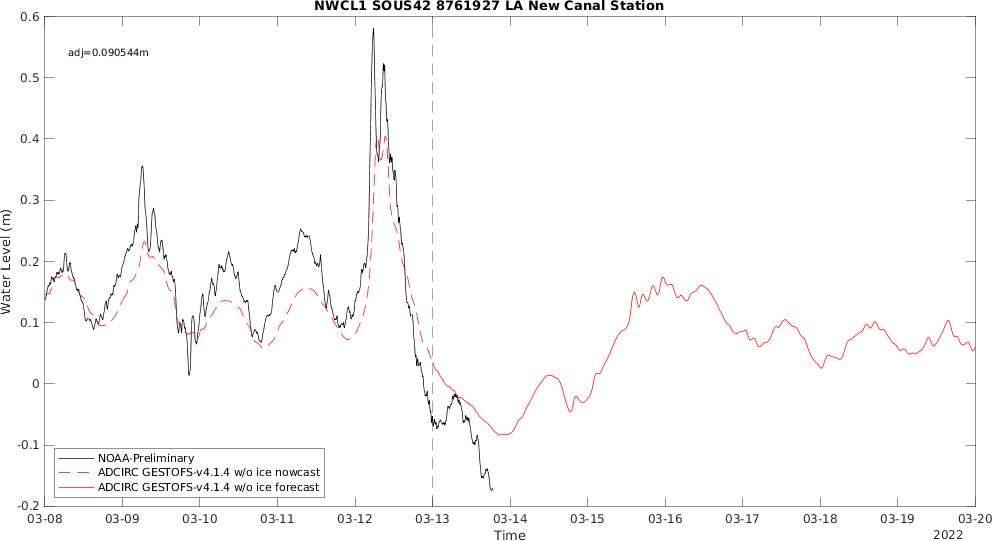 NWCL1 SOUS42 8761927 LA New Canal Station
adj=0.090544m
Water Level (m)
0.6
0.5
0.4
0.3
0.2
0.1
0
-0.1
-0.2
NOAA-Preliminary
ADCIRC GESTOFS-v4.1.4 w/o ice nowcast
ADCIRC GESTOFS-v4.1.4 w/o ice forecast
03-08 03-09 03-10 03-11 03-12 03-13 03-14 03-15 03-16 03-17 03-18 03-19 03-20
Time
2022